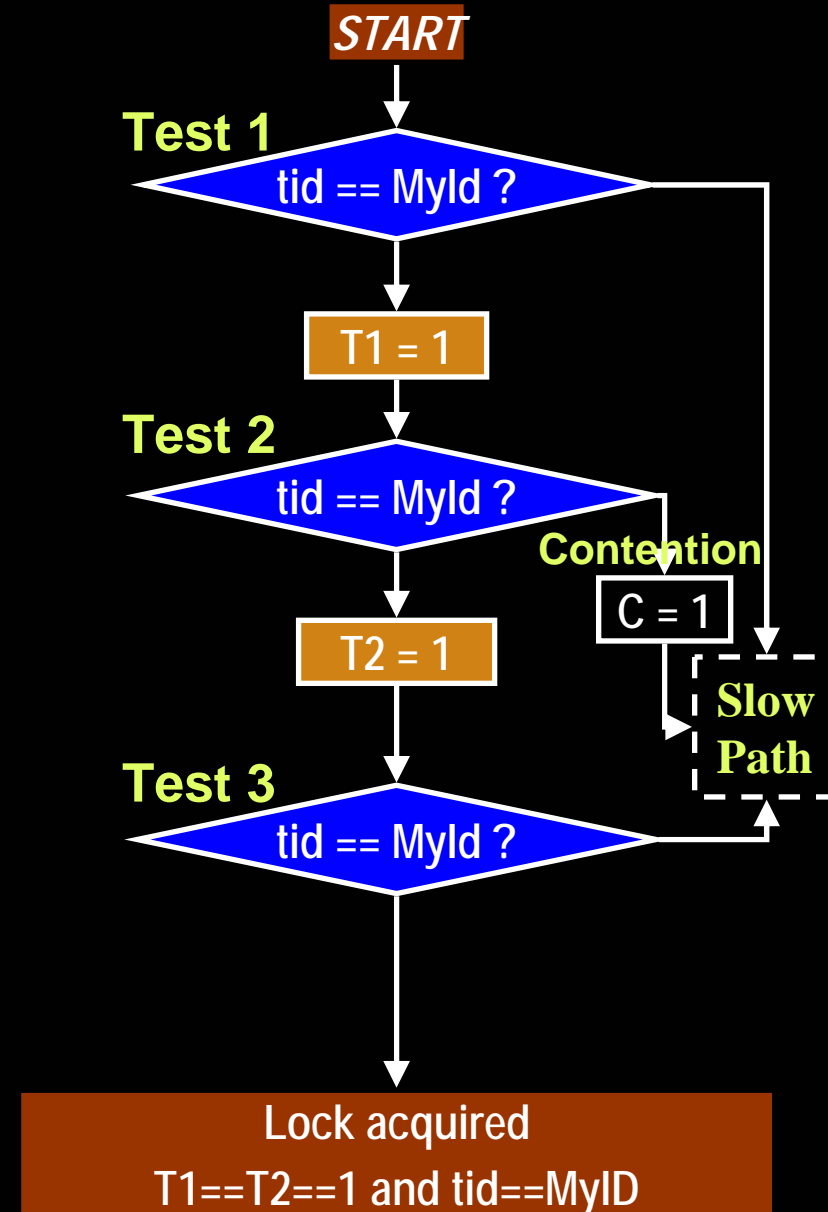 START
Test 1
tid == MyId ?
T1 = 1
Test 2
tid == MyId ?
Contention
C = 1
T2 = 1
Slow
Path
Test 3
tid == MyId ?
Lock acquired
T1==T2==1 and tid==MyID